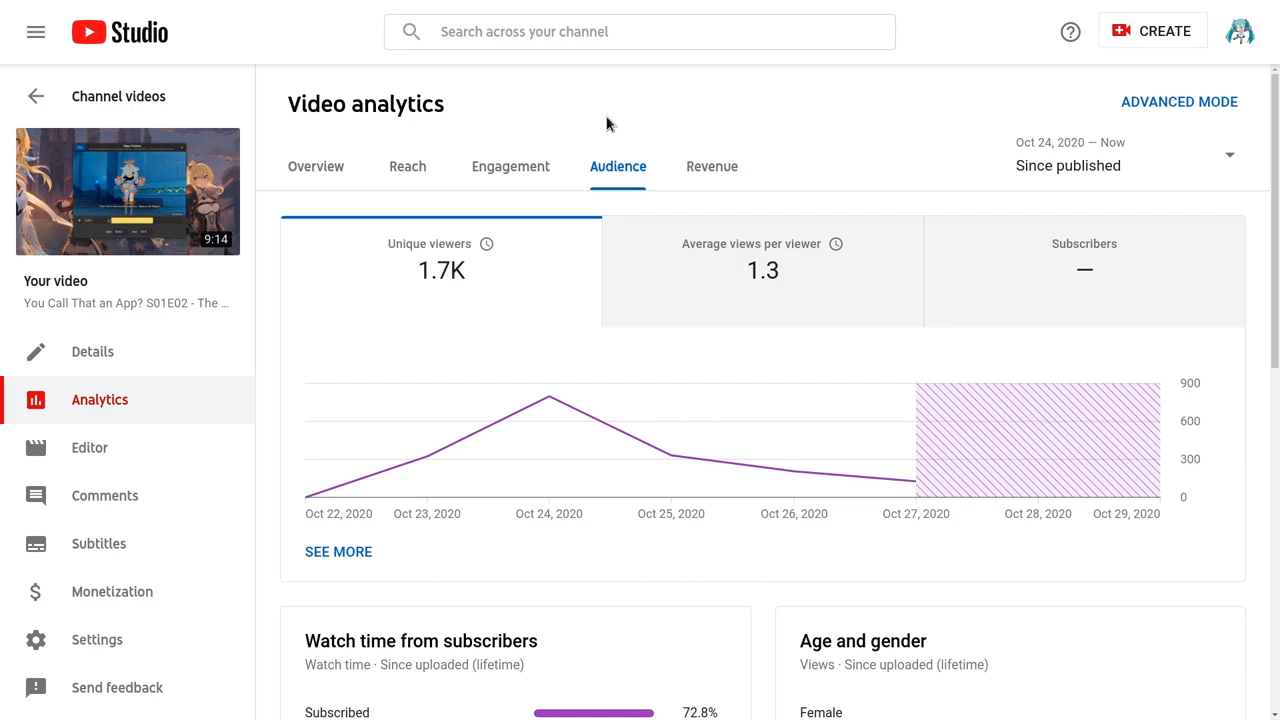 Studio
Search across your channel
CREATE
Channel videos
9:14
Your video
You Call That an App? S01E02 - The ...
Details
Analytics
Editor
Comments
Subtitles
Monetization
Settings
Send feedback
Video analytics
ADVANCED MODE
Overview
Reach
Engagement
Audience
Revenue
Oct 24, 2020 – Now
Since published
Unique viewers
1.7K
Average views per viewer
1.3
Subscribers
—
900
600
300
0
Oct 22, 2020
Oct 23, 2020
Oct 24, 2020
Oct 25, 2020
Oct 26, 2020
Oct 27, 2020
Oct 28, 2020
Oct 29, 2020
SEE MORE
Watch time from subscribers
Watch time · Since uploaded (lifetime)
Subscribed
72.8%
Age and gender
Views · Since uploaded (lifetime)
Female